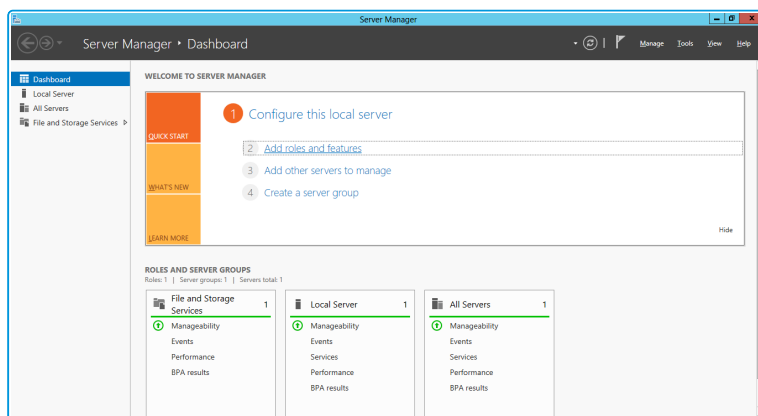 Server Manager
Server Manager ‣ Dashboard
Manage Tools View Help
Dashboard
Local Server
All Servers
File and Storage Services
WELCOME TO SERVER MANAGER
QUICK START
WHAT'S NEW
LEARN MORE
1 Configure this local server
2 Add roles and features
3 Add other servers to manage
4 Create a server group
Hide
ROLES AND SERVER GROUPS
Roles: 1 | Server groups: 1 | Servers total: 1
File and Storage
Services 1
Manageability
Events
Performance
BPA results
Local Server 1
Manageability
Events
Services
Performance
BPA results
All Servers 1
Manageability
Events
Services
Performance
BPA results